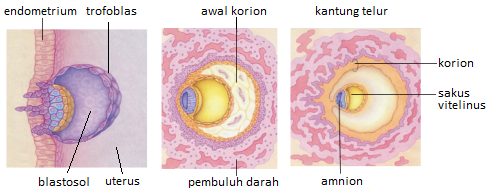 endometrium trofoblas awal korion kantung telur
korion
sakus
vitelinus
blastosol uterus pembuluh darah amnion